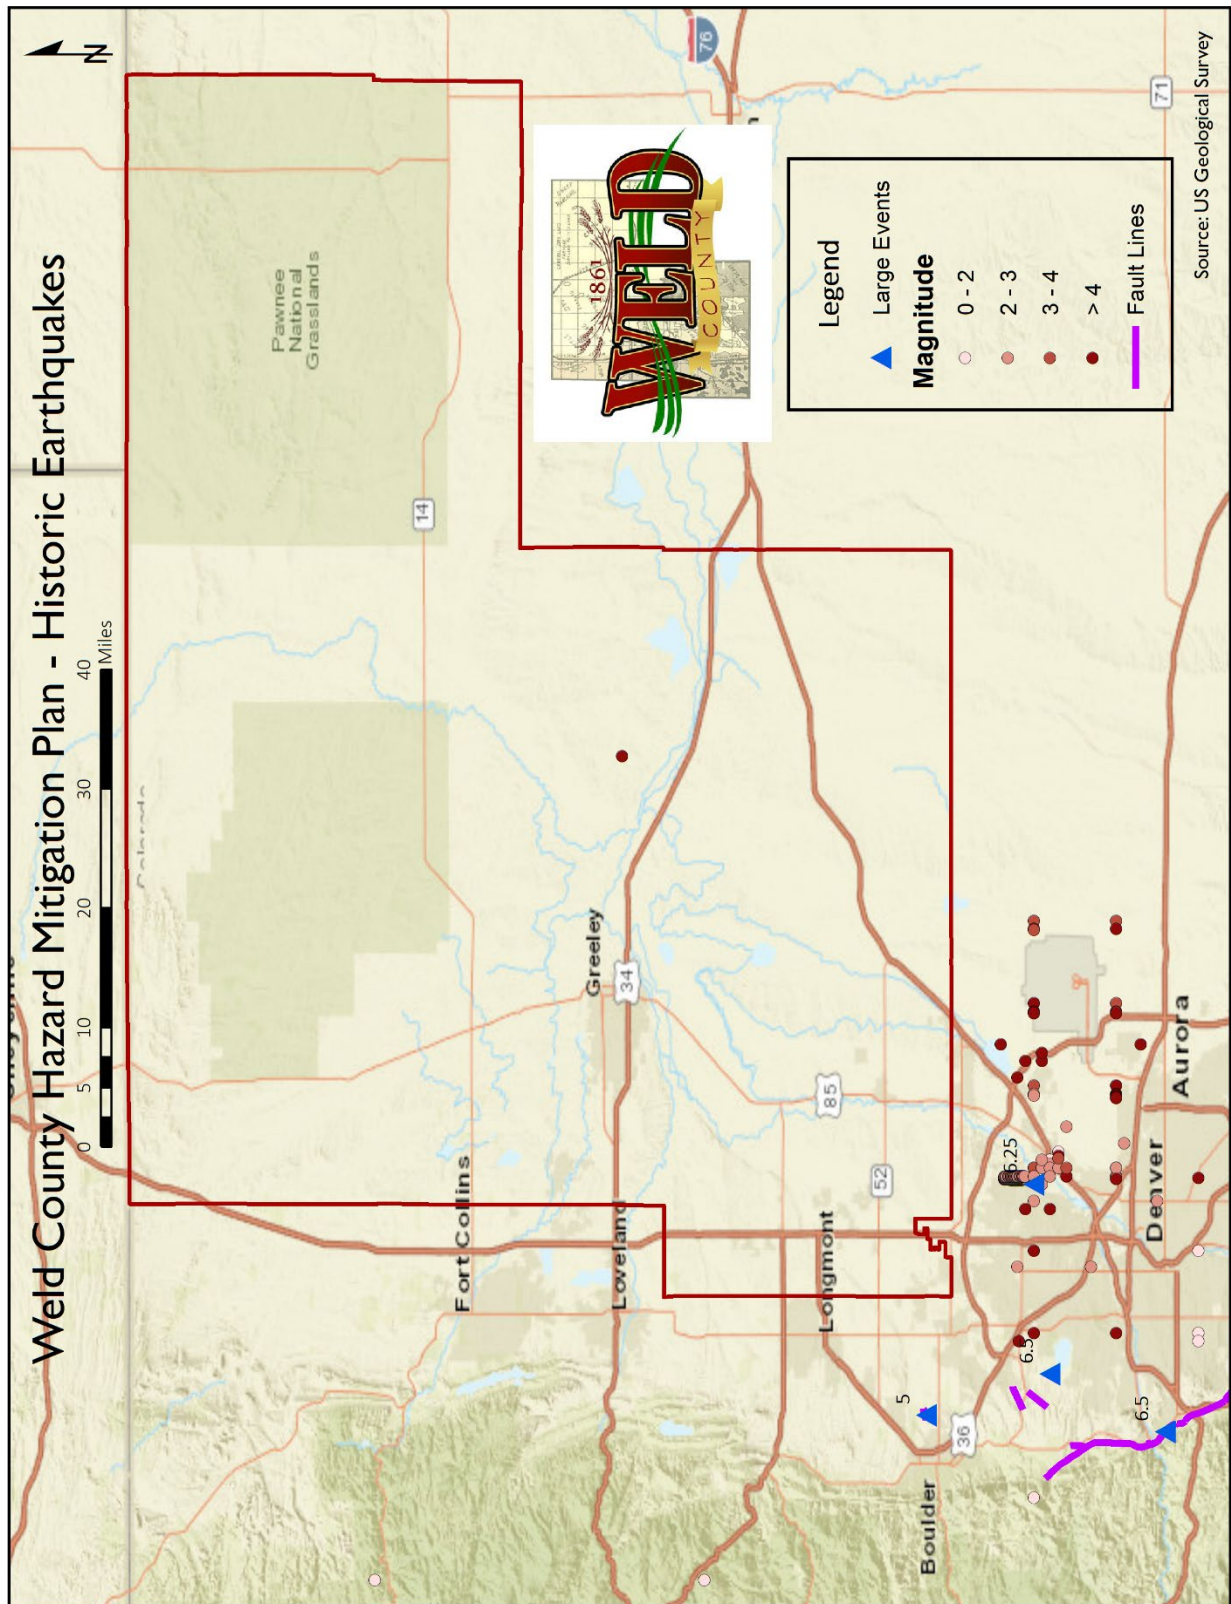 Weld County Hazard Mitigation Plan - Historic Earthquakes
N
0 5 10 20 30 40
Miles
Pawnee
National
Grasslands
14
76
Fort Collins
Loveland
Greeley
34
85
Longmont
52
Boulder
36
5
6.5
6.5
6.25
Denver
Aurora
71
1861
WELD
COUNTY
Legend
Large Events
Magnitude
0 - 2
2 - 3
3 - 4
> 4
Fault Lines
Source: US Geological Survey